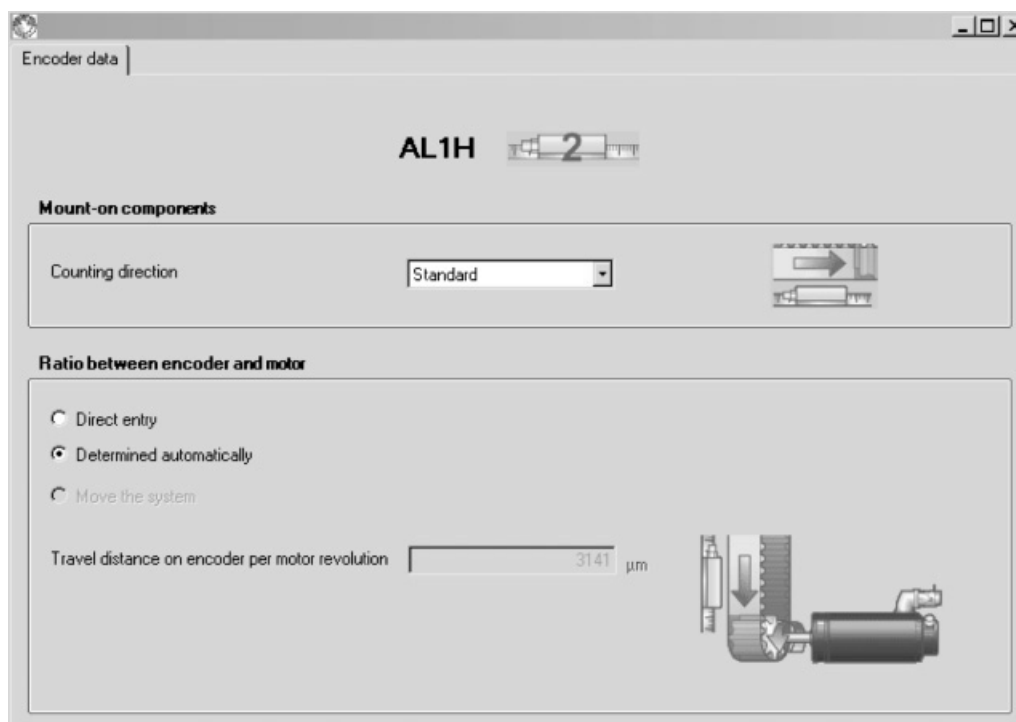 Encoder data
AL1H 2
Mount-on components
Counting direction Standard
Ratio between encoder and motor
Direct entry
Determined automatically
Move the system
Travel distance on encoder per motor revolution 3141 µm